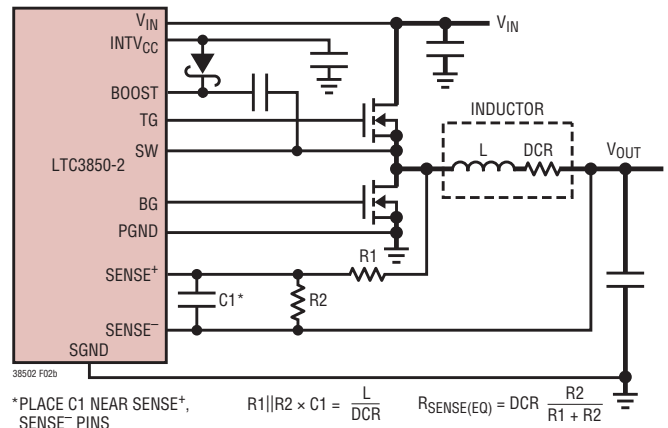 V_IN
INTV_CC
BOOST
TG
SW
LTC3850-2
BG
PGND
SENSE⁺
SENSE⁻
SGND
V_IN
INDUCTOR
L DCR
V_OUT
R1
C1*
R2
38502 F02b
*PLACE C1 NEAR SENSE⁺,
SENSE⁻ PINS
R1||R2 × C1 = L/DCR
R_SENSE(EQ) = DCR R2/(R1 + R2)